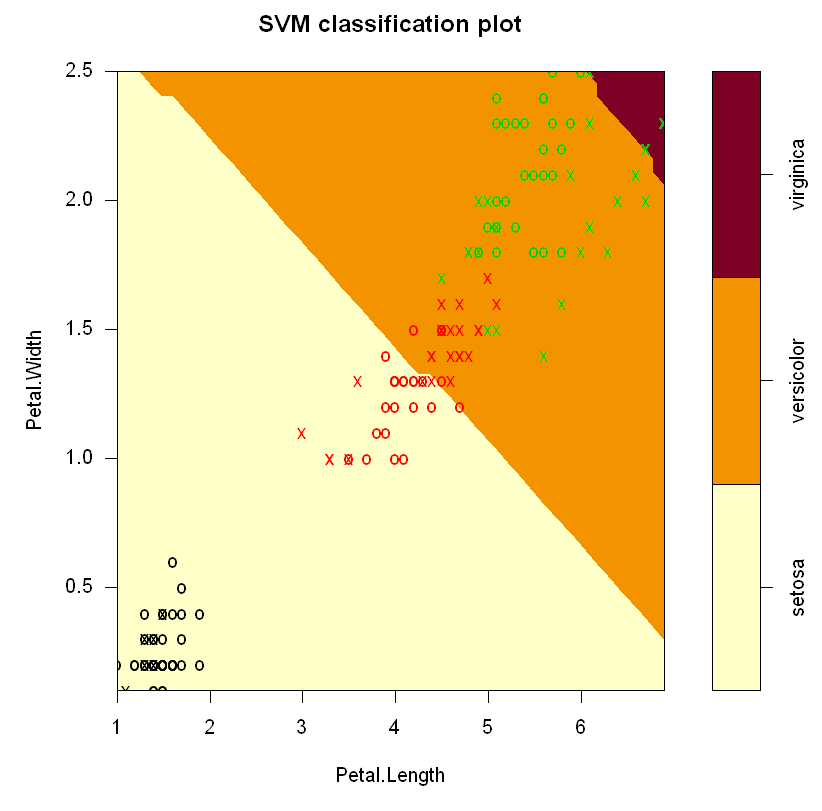 SVM classification plot
2.5
2.0
1.5
1.0
0.5
Petal.Width
1 2 3 4 5 6
Petal.Length
virginica
versicolor
setosa